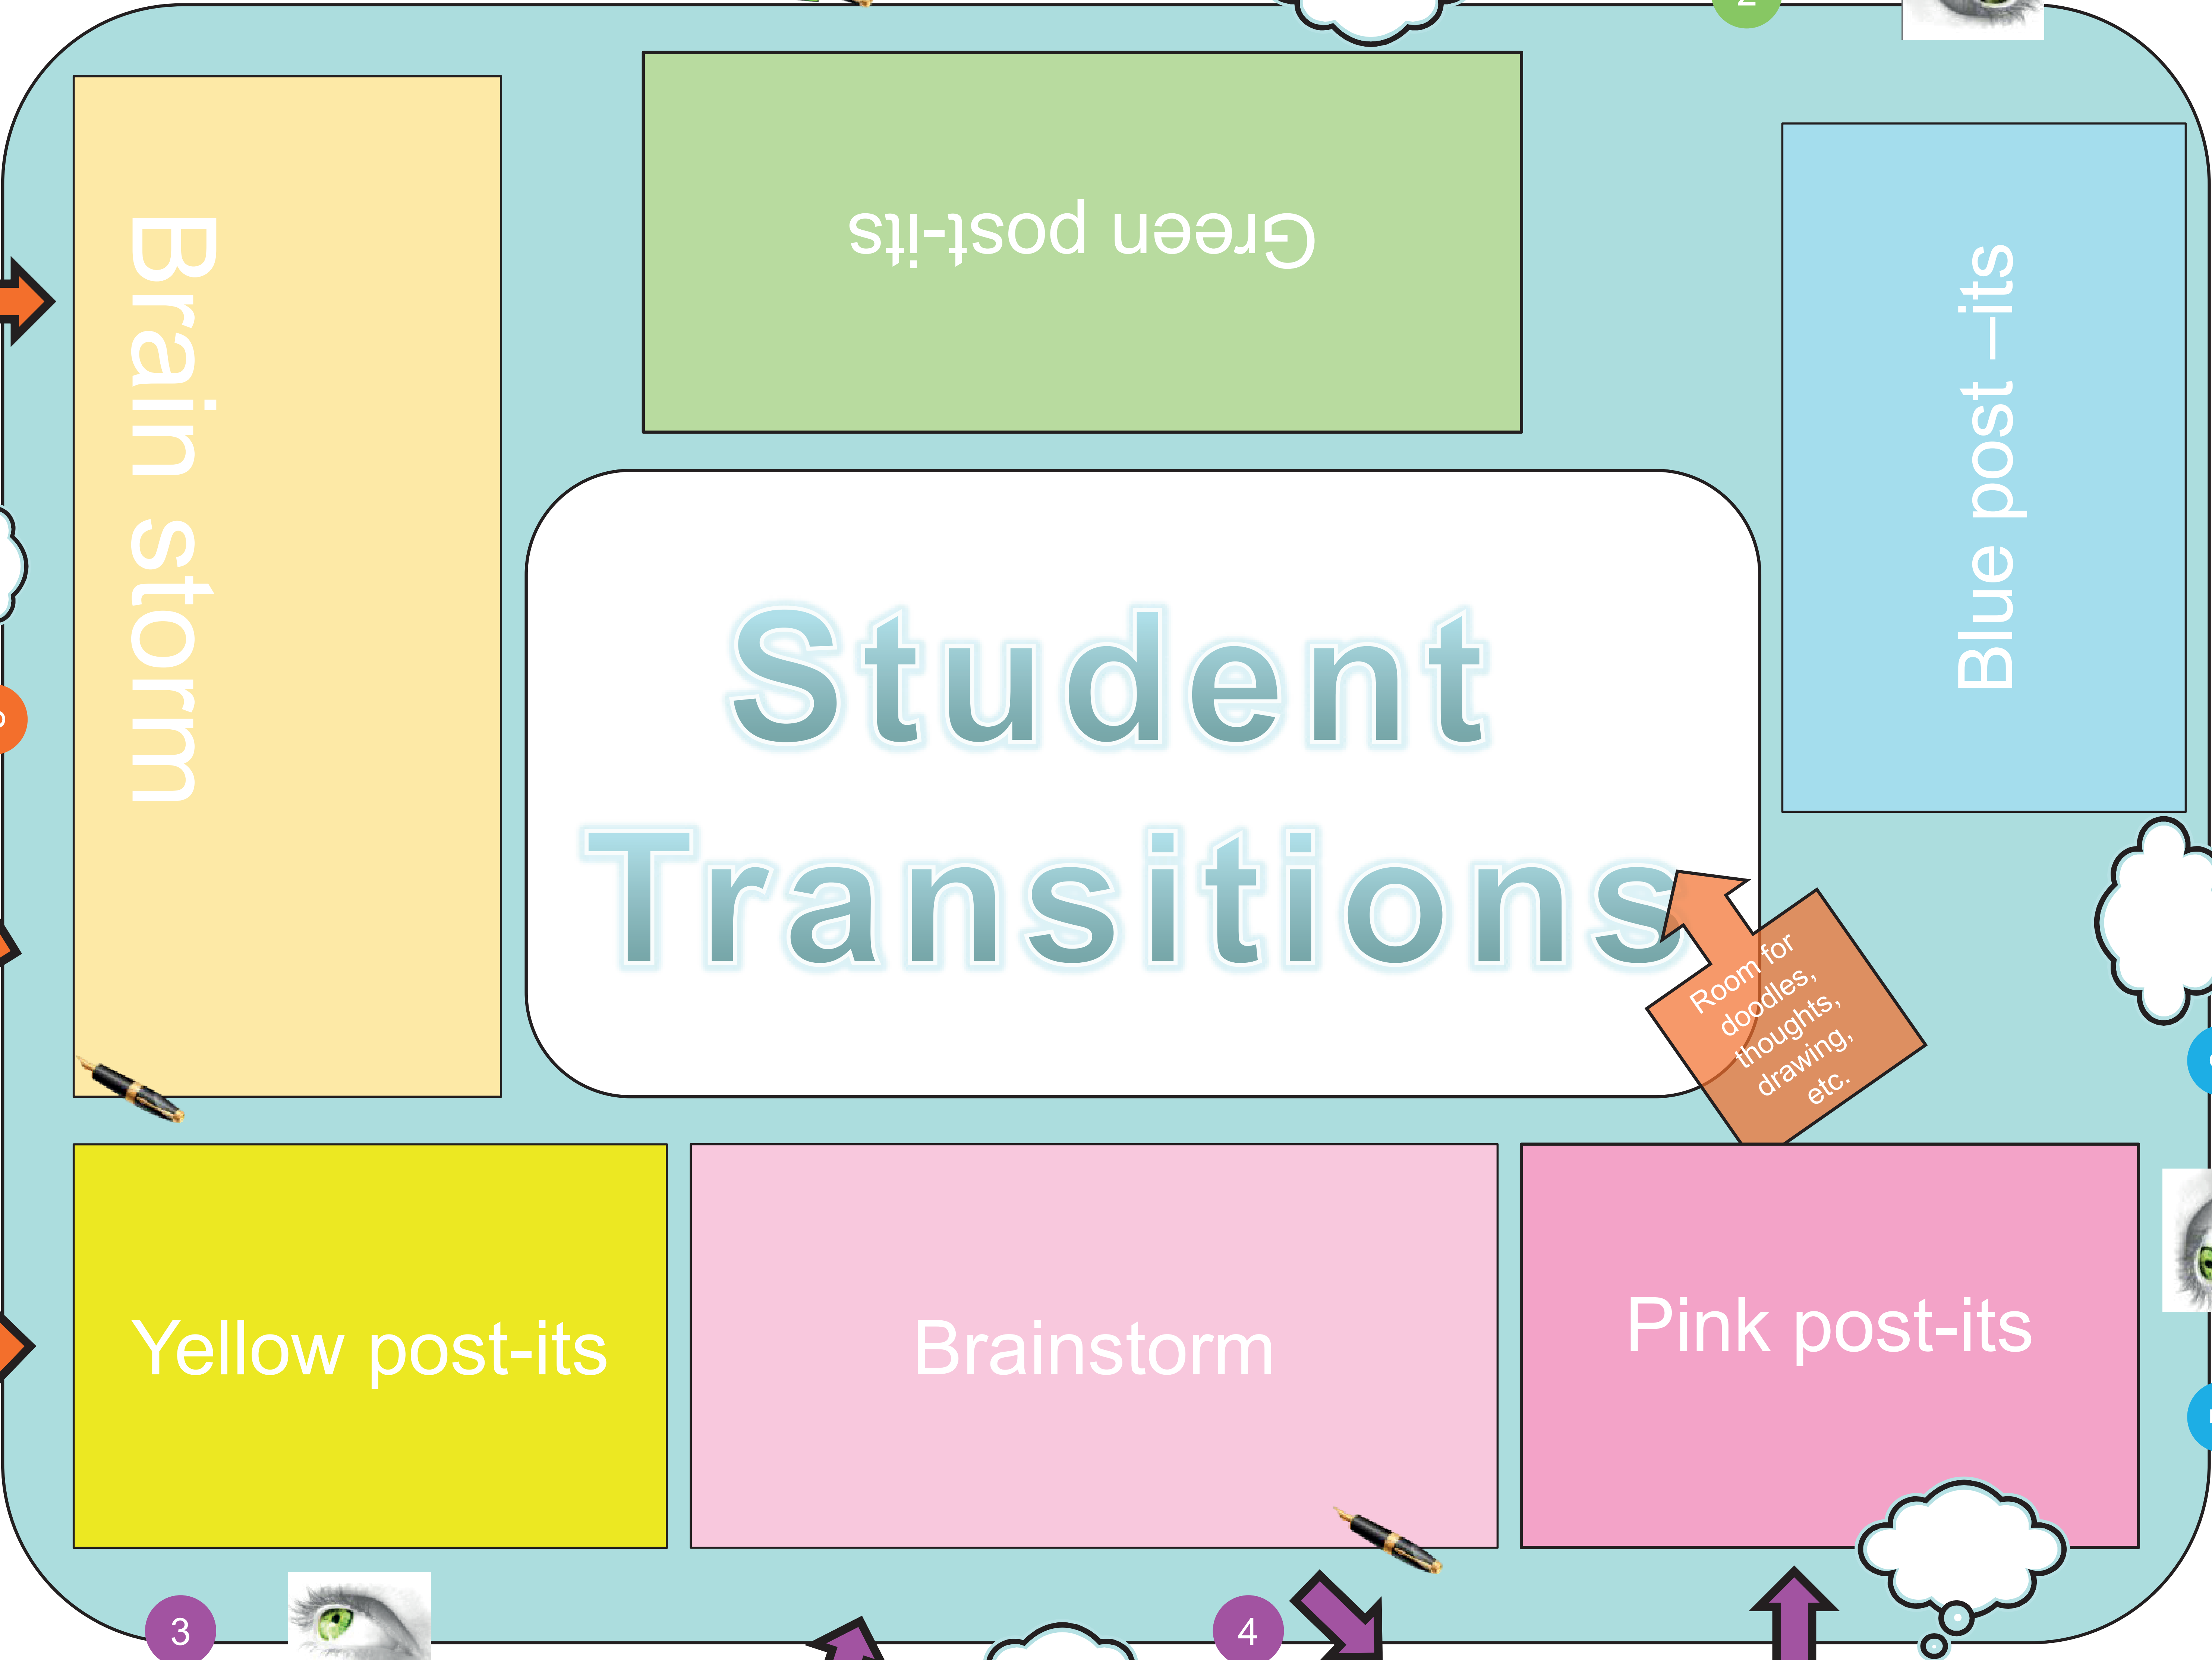 2
Green post-its
Brain storm
Blue post –its
Student
Transitions
Room for
doodles,
thoughts,
drawing,
etc.
Yellow post-its
Brainstorm
Pink post-its
3
4